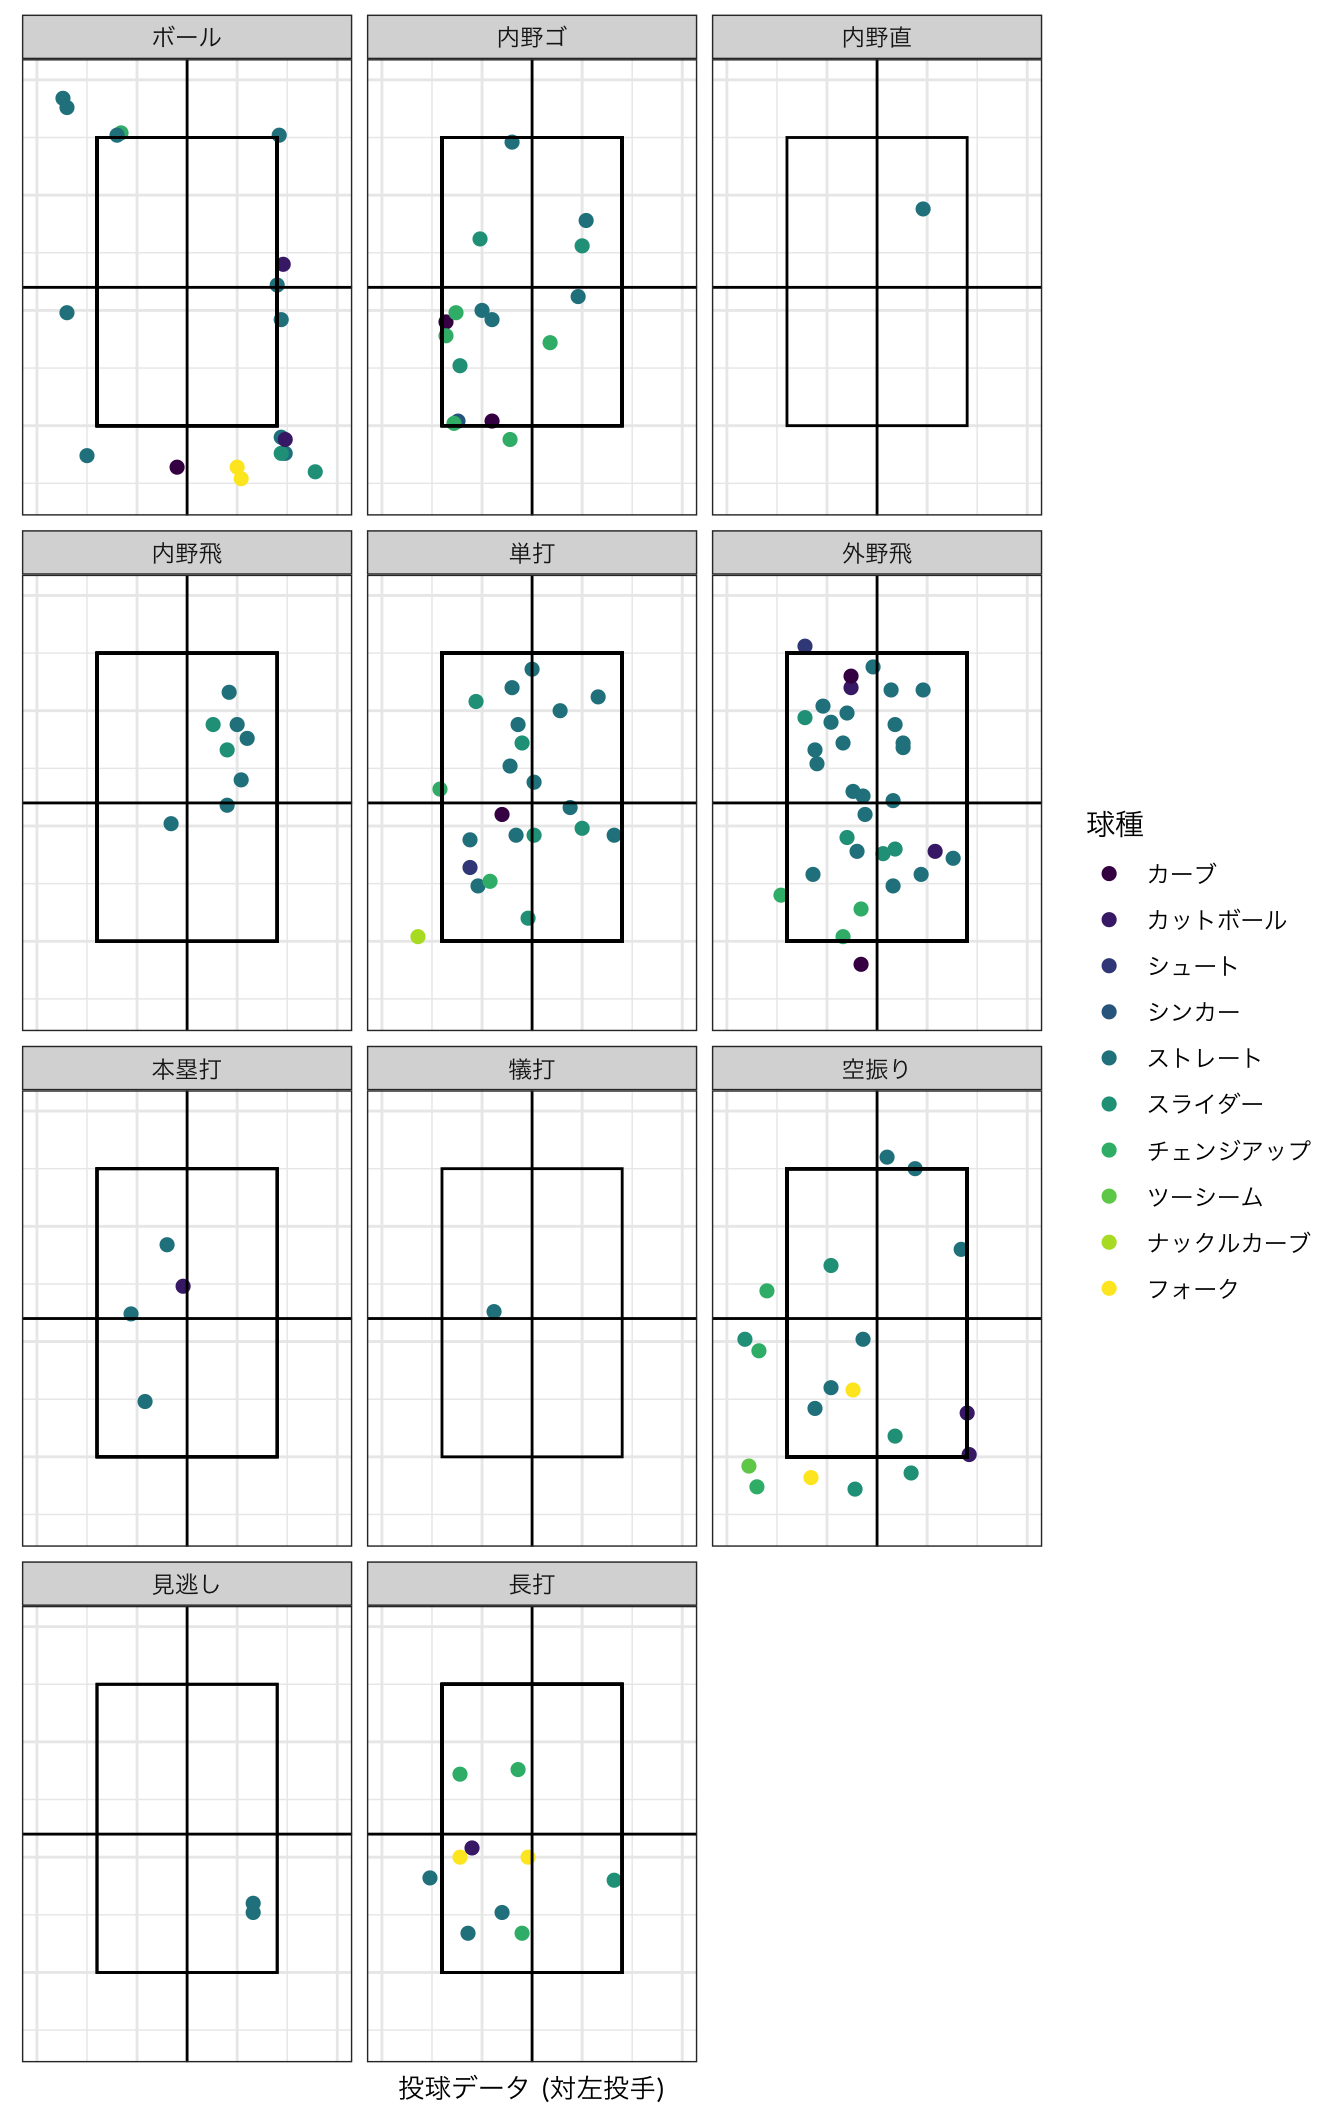 ボール
内野ゴ
内野直
内野飛
単打
外野飛
本塁打
犠打
空振り
見逃し
長打
球種
カーブ
カットボール
シュート
シンカー
ストレート
スライダー
チェンジアップ
ツーシーム
ナックルカーブ
フォーク
投球データ (対左投手)